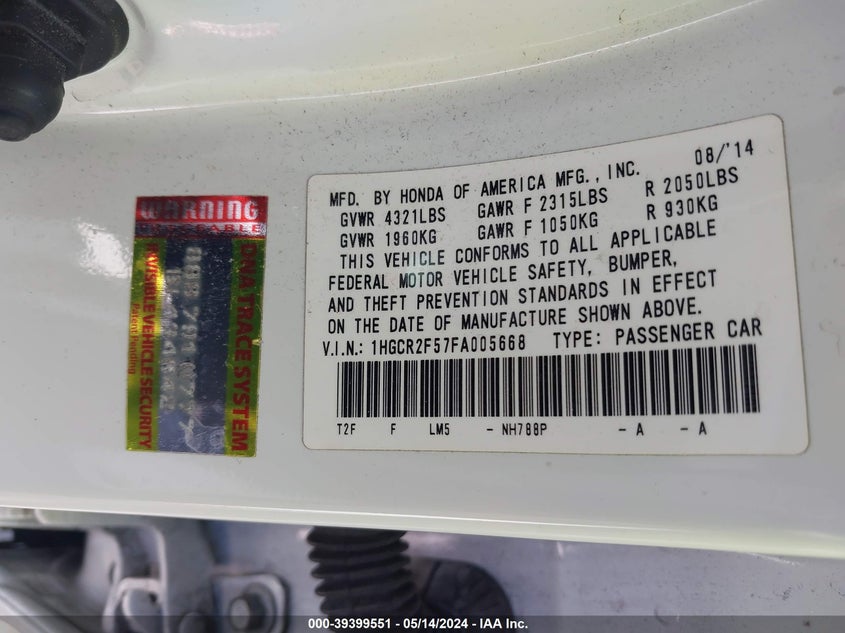 MFD. BY HONDA OF AMERICA MFG., INC. 08/'14
GVWR 4321LBS GAWR F 2315LBS R 2050LBS
GVWR 1960KG GAWR F 1050KG R 930KG
THIS VEHICLE CONFORMS TO ALL APPLICABLE
FEDERAL MOTOR VEHICLE SAFETY, BUMPER,
AND THEFT PREVENTION STANDARDS IN EFFECT
ON THE DATE OF MANUFACTURE SHOWN ABOVE.
V.I.N.: 1HGCR2F57FA005668 TYPE: PASSENGER CAR
T2F F LM5 - NH788P - A - A
WARNING
TRACEABLE
DNA TRACE SYSTEM
INVISIBLE VEHICLE SECURITY
Patent Pending
000-39399551 - 05/14/2024 - IAA Inc.